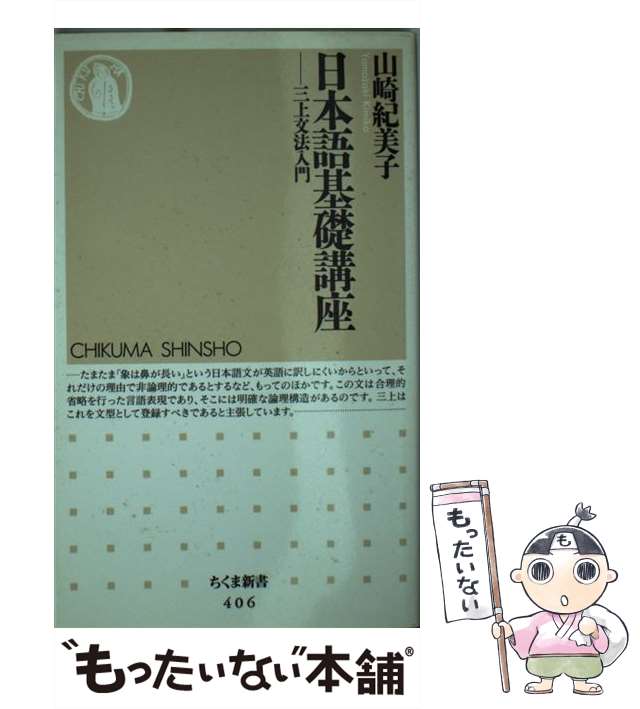 山崎紀美子
Yamazaki Kimiko
日本語基礎講座
──三上文法入門
CHIKUMA SHINSHO
──たまたま「象は鼻が長い」という日本語文が英語に訳しにくいからといって、そ
れだけの理由で非論理的であるとするなど、もってのほかです。この文は合理的
省略を行った言語表現であり、そこには明確な論理構造があるのです。三上は
これを文型として登録すべきであると主張しています。
ちくま新書
406
もったいない
“もったいない”本舗®